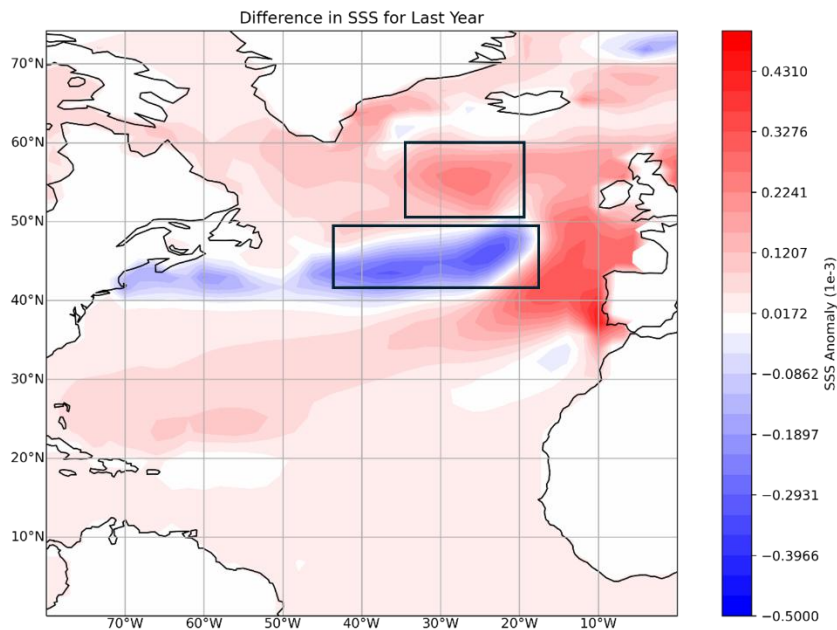 Difference in SSS for Last Year
70°N
60°N
50°N
40°N
30°N
20°N
10°N
70°W
60°W
50°W
40°W
30°W
20°W
10°W
0.4310
0.3276
0.2241
0.1207
0.0172
−0.0862
−0.1897
−0.2931
−0.3966
−0.5000
SSS Anomaly (1e-3)